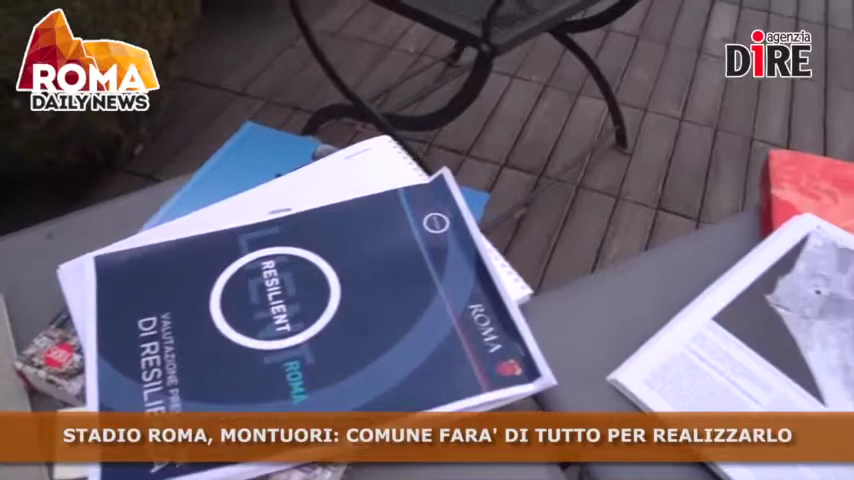 ROMA
DAILY NEWS
agenzia
DIRE
RESILIENT
ROMA
ROMA
VALUTAZIONE PRE
DI RESILI
STADIO ROMA, MONTUORI: COMUNE FARA' DI TUTTO PER REALIZZARLO